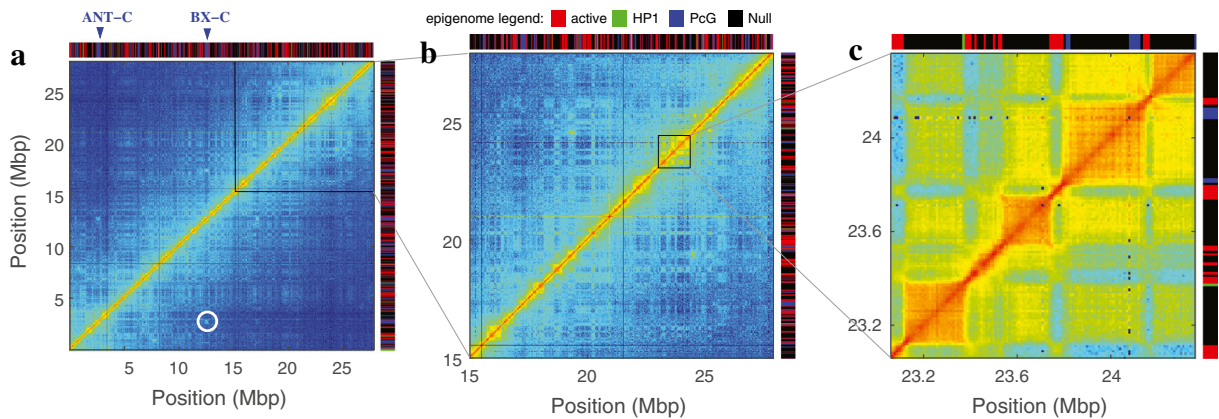 ANT–C BX–C epigenome legend: active HP1 PcG Null
a b c
Position (Mbp)
25
20
15
10
5
5 10 15 20 25
Position (Mbp)
25
20
15
15 20 25
Position (Mbp)
24
23.6
23.2
23.2 23.6 24
Position (Mbp)